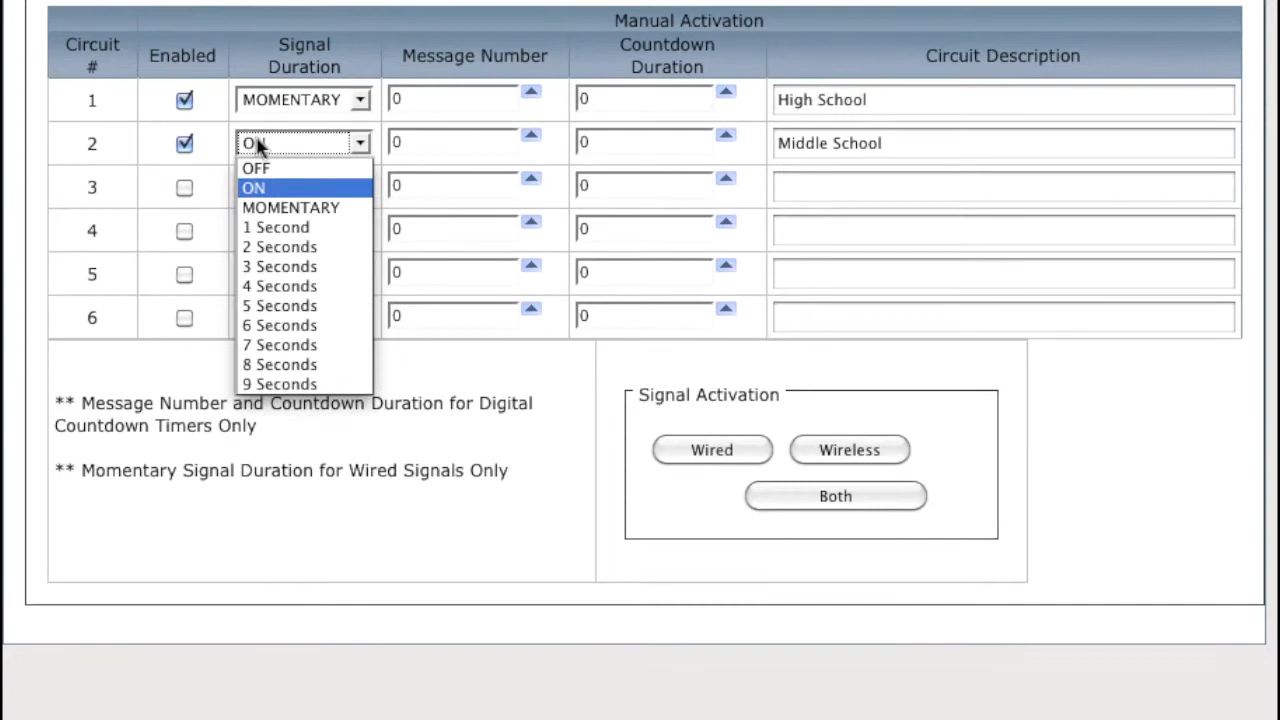 Manual Activation
Circuit # Enabled Signal Duration Message Number Countdown Duration Circuit Description
1 MOMENTARY 0 0 High School
2 0 0 Middle School
OFF
3 ON 0 0
MOMENTARY
4 1 Second 0 0
2 Seconds
5 3 Seconds 0 0
4 Seconds
5 Seconds
6 6 Seconds 0 0
7 Seconds
8 Seconds
9 Seconds
** Message Number and Countdown Duration for Digital
Countdown Timers Only
** Momentary Signal Duration for Wired Signals Only
Signal Activation
Wired Wireless
Both